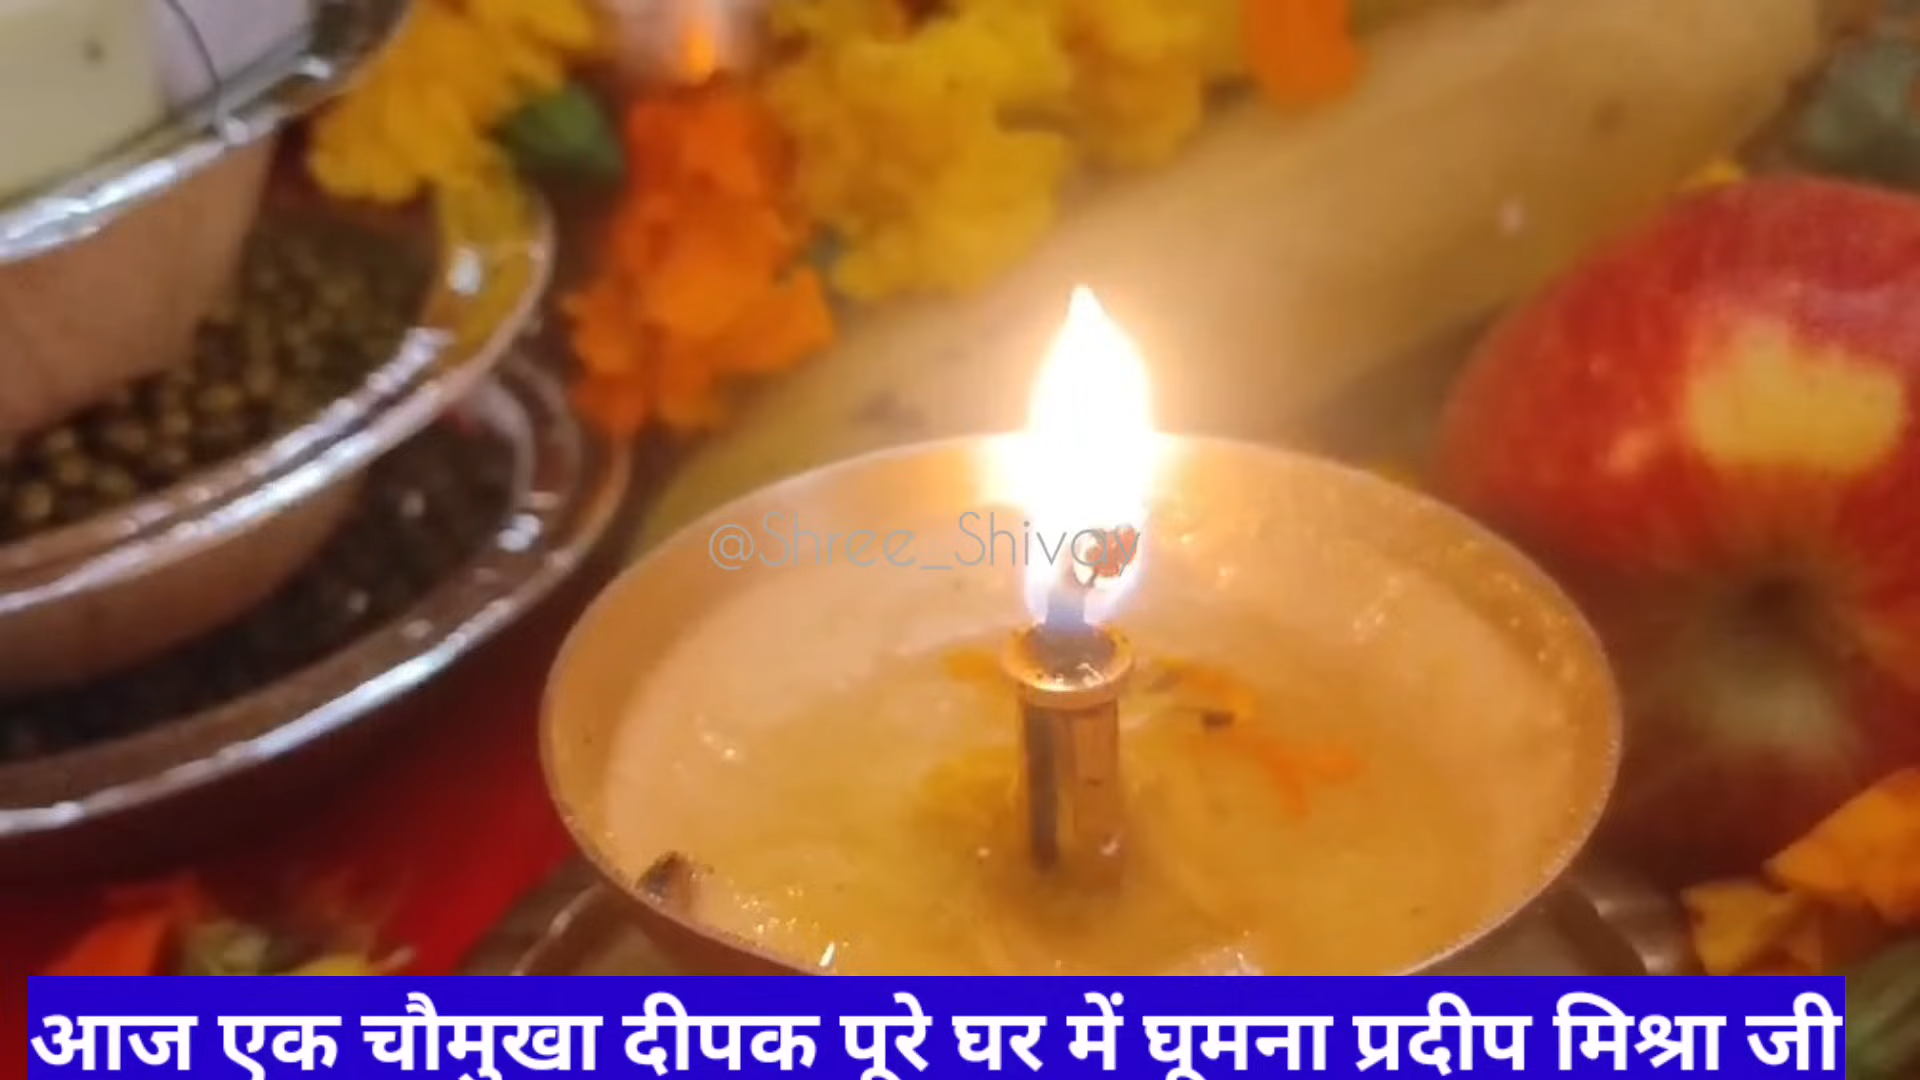 @Shree_Shivay
आज एक चौमुखा दीपक पूरे घर में घूमना प्रदीप मिश्रा जी